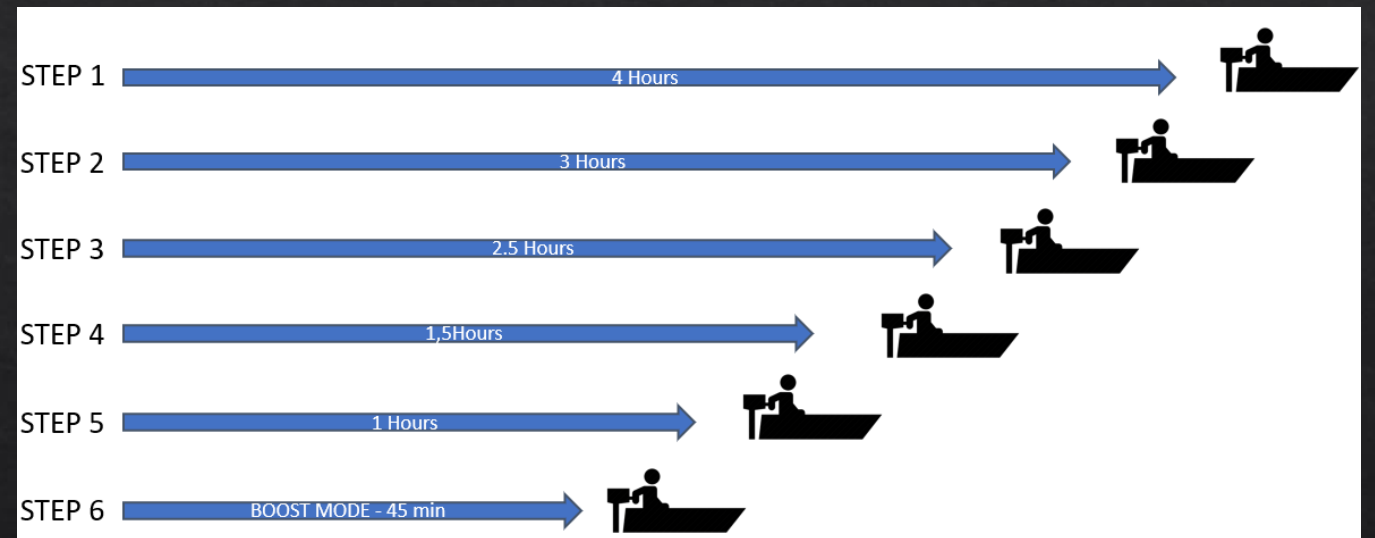 STEP 1 4 Hours
STEP 2 3 Hours
STEP 3 2.5 Hours
STEP 4 1,5Hours
STEP 5 1 Hours
STEP 6 BOOST MODE - 45 min